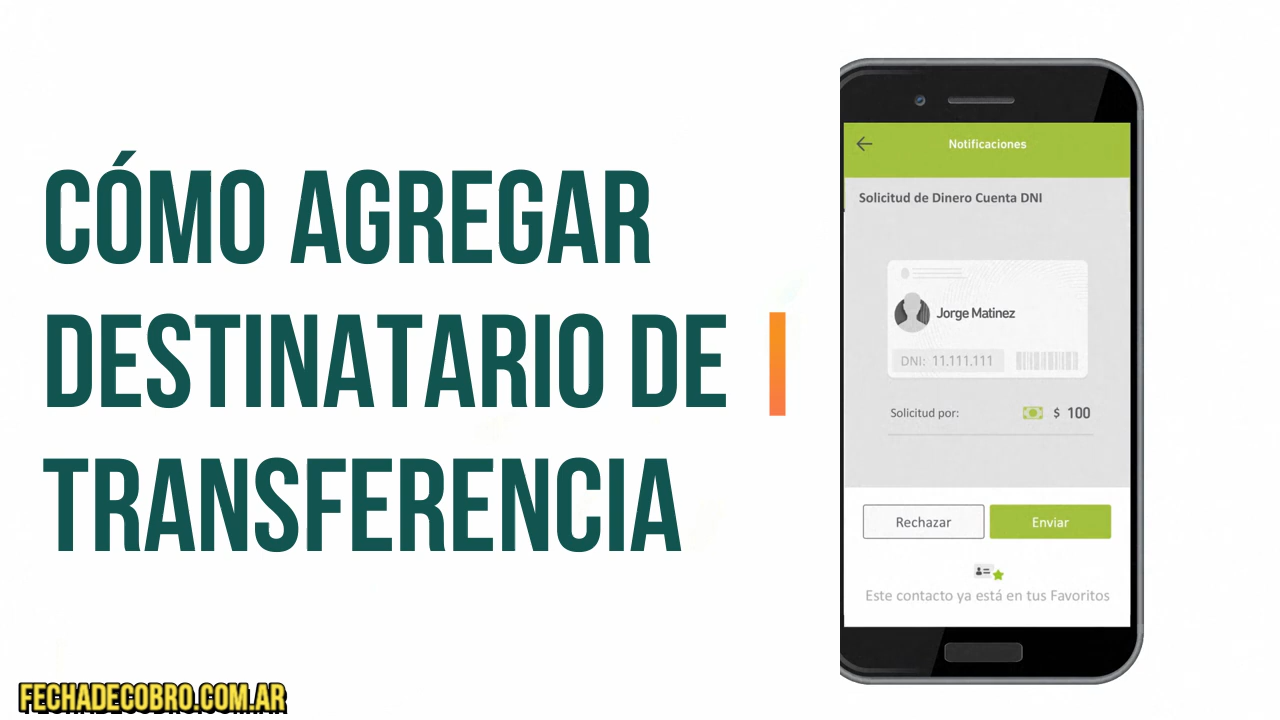 CÓMO AGREGAR
DESTINATARIO DE
TRANSFERENCIA
Notificaciones
Solicitud de Dinero Cuenta DNI
Jorge Matinez
DNI: 11.111.111
Solicitud por: $ 100
Rechazar Enviar
Este contacto ya está en tus Favoritos
FECHADECOBRO.COM.AR